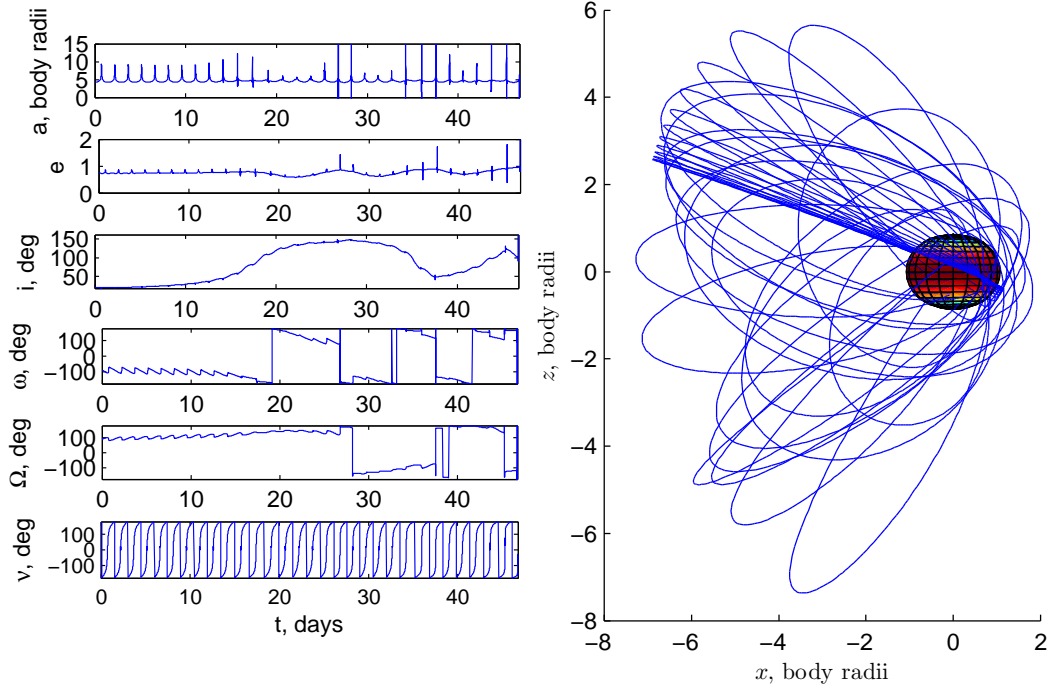 a, body radii
15
10
5
0
0 10 20 30 40
e
2
1
0
0 10 20 30 40
i, deg
150
100
50
0 10 20 30 40
ω, deg
100
0
−100
0 10 20 30 40
Ω, deg
100
0
−100
0 10 20 30 40
ν, deg
100
0
−100
0 10 20 30 40
t, days
z, body radii
6
4
2
0
−2
−4
−6
−8
−8 −6 −4 −2 0 2
x, body radii